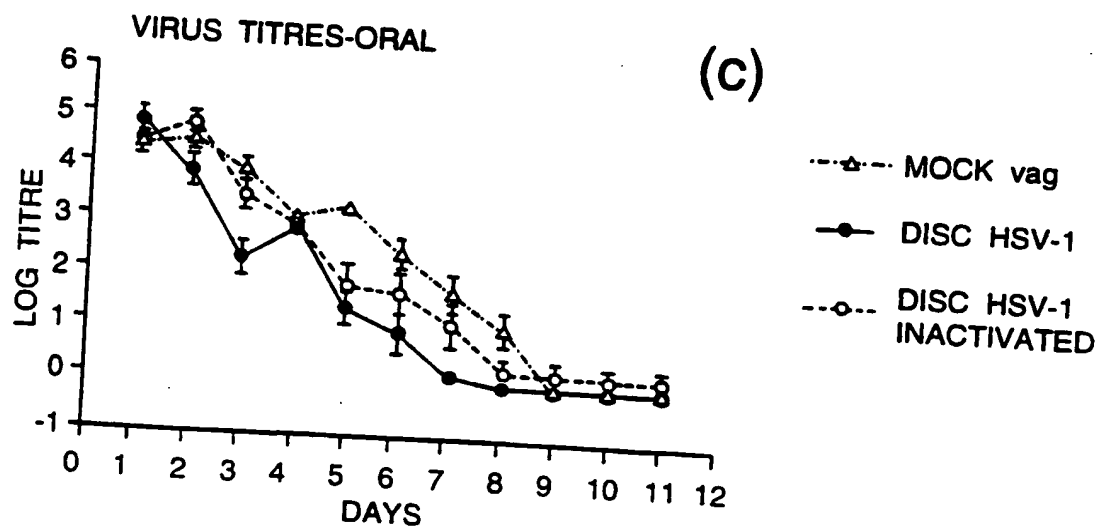 VIRUS TITRES-ORAL
(c)
6
5
4
3
2
1
0
-1
LOG TITRE
0 1 2 3 4 5 6 7 8 9 10 11 12
DAYS
MOCK vag
DISC HSV-1
DISC HSV-1
INACTIVATED